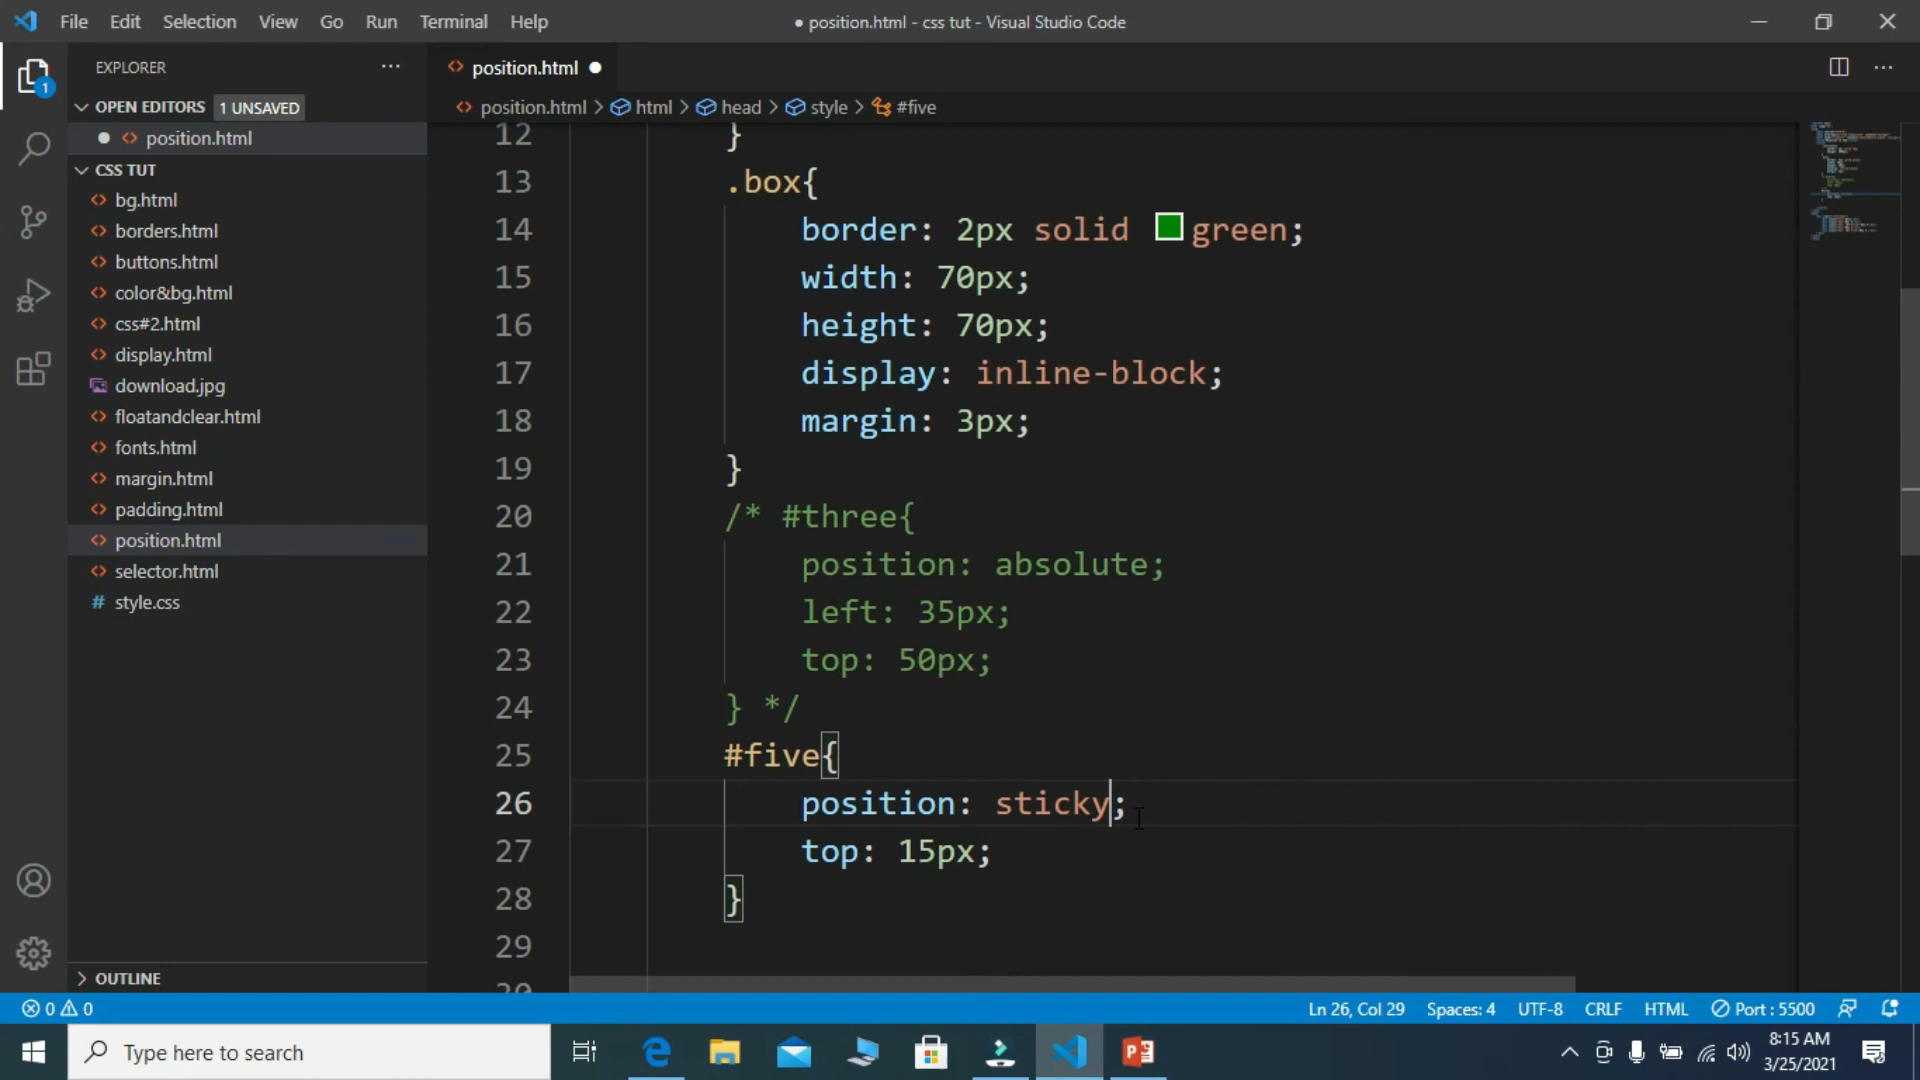 File Edit Selection View Go Run Terminal Help
● position.html - css tut - Visual Studio Code
EXPLORER
OPEN EDITORS 1 UNSAVED
position.html
CSS TUT
bg.html
borders.html
buttons.html
color&bg.html
css#2.html
display.html
download.jpg
floatandclear.html
fonts.html
margin.html
padding.html
position.html
selector.html
# style.css
OUTLINE
1
position.html
position.html > html > head > style > #five
12 }
13 .box{
14 border: 2px solid green;
15 width: 70px;
16 height: 70px;
17 display: inline-block;
18 margin: 3px;
19 }
20 /* #three{
21 position: absolute;
22 left: 35px;
23 top: 50px;
24 } */
25 #five{
26 position: sticky;
27 top: 15px;
28 }
29
30
0 0
Ln 26, Col 29 Spaces: 4 UTF-8 CRLF HTML Port : 5500
Type here to search
8:15 AM
3/25/2021